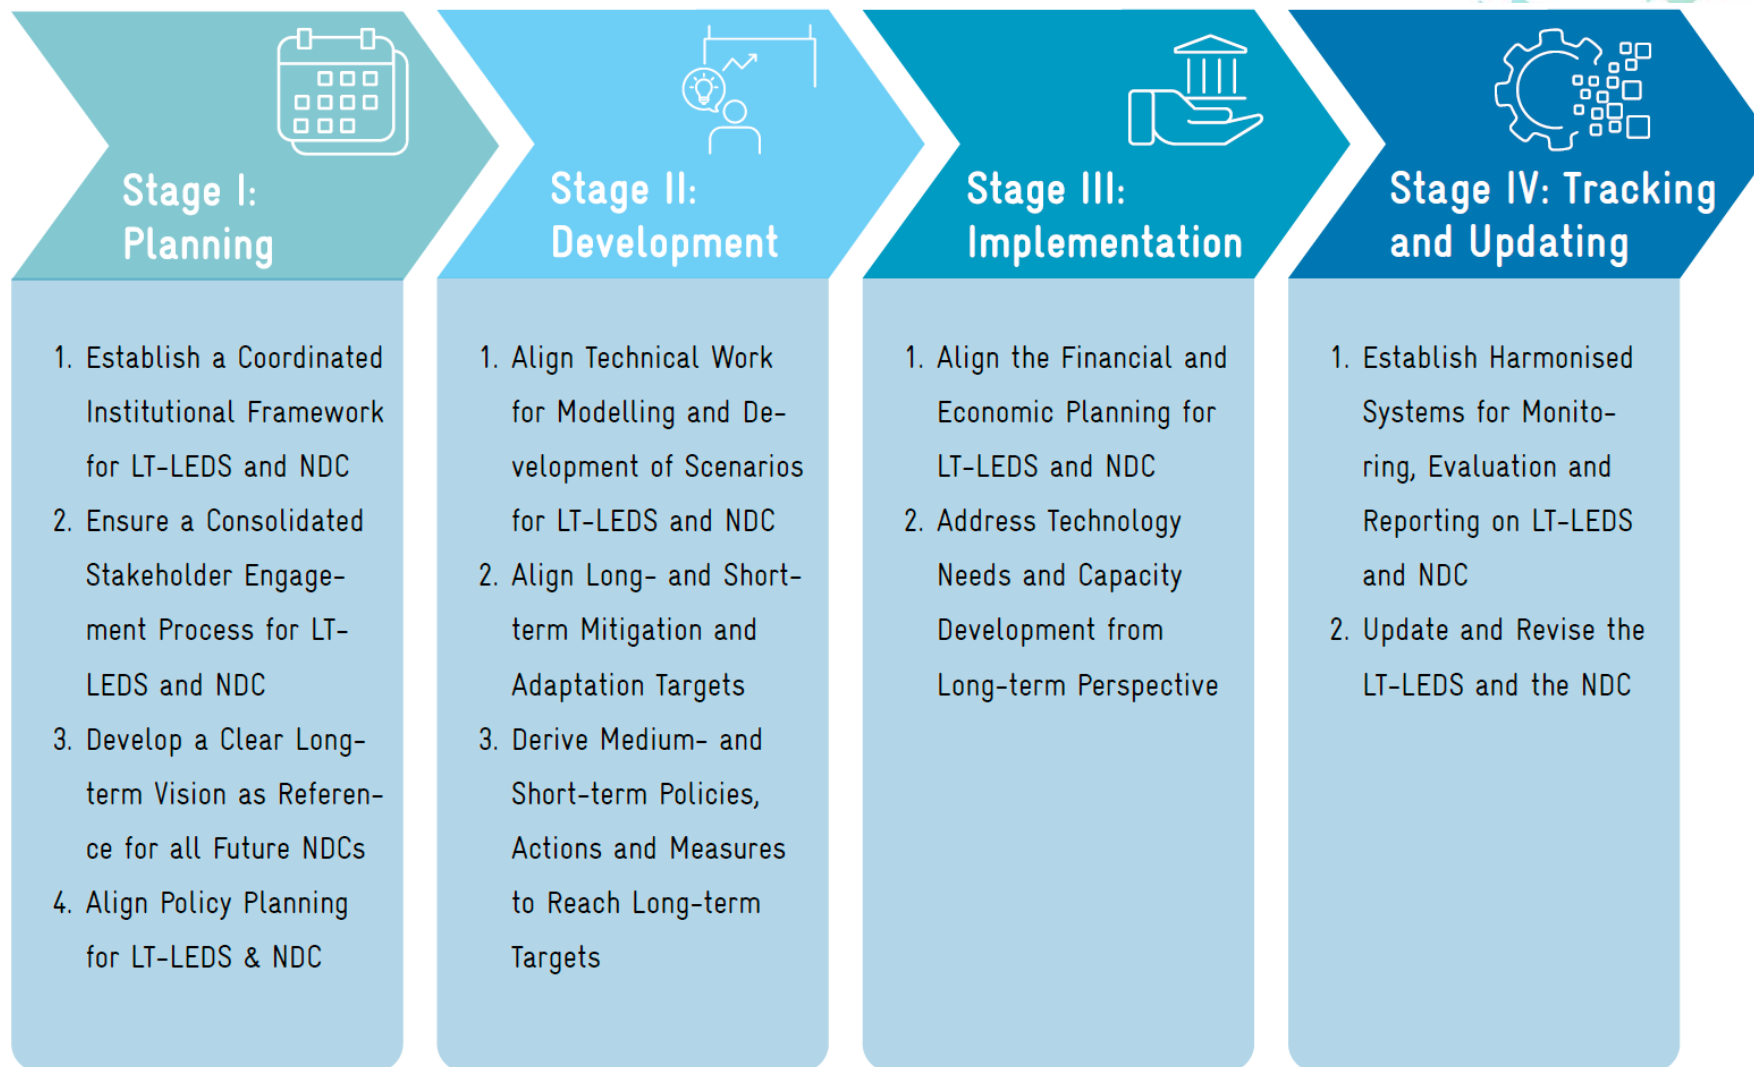 Stage I:
Planning
1. Establish a Coordinated
Institutional Framework
for LT-LEDS and NDC
2. Ensure a Consolidated
Stakeholder Engage-
ment Process for LT-
LEDS and NDC
3. Develop a Clear Long-
term Vision as Referen-
ce for all Future NDCs
4. Align Policy Planning
for LT-LEDS & NDC
Stage II:
Development
1. Align Technical Work
for Modelling and De-
velopment of Scenarios
for LT-LEDS and NDC
2. Align Long- and Short-
term Mitigation and
Adaptation Targets
3. Derive Medium- and
Short-term Policies,
Actions and Measures
to Reach Long-term
Targets
Stage III:
Implementation
1. Align the Financial and
Economic Planning for
LT-LEDS and NDC
2. Address Technology
Needs and Capacity
Development from
Long-term Perspective
Stage IV: Tracking
and Updating
1. Establish Harmonised
Systems for Monito-
ring, Evaluation and
Reporting on LT-LEDS
and NDC
2. Update and Revise the
LT-LEDS and the NDC